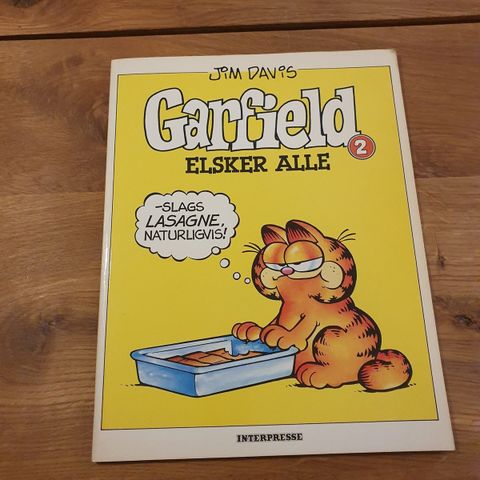 JIM DAVIS
Garfield
2
ELSKER ALLE
-SLAGS
LASAGNE,
NATURLIGVIS!
INTERPRESSE